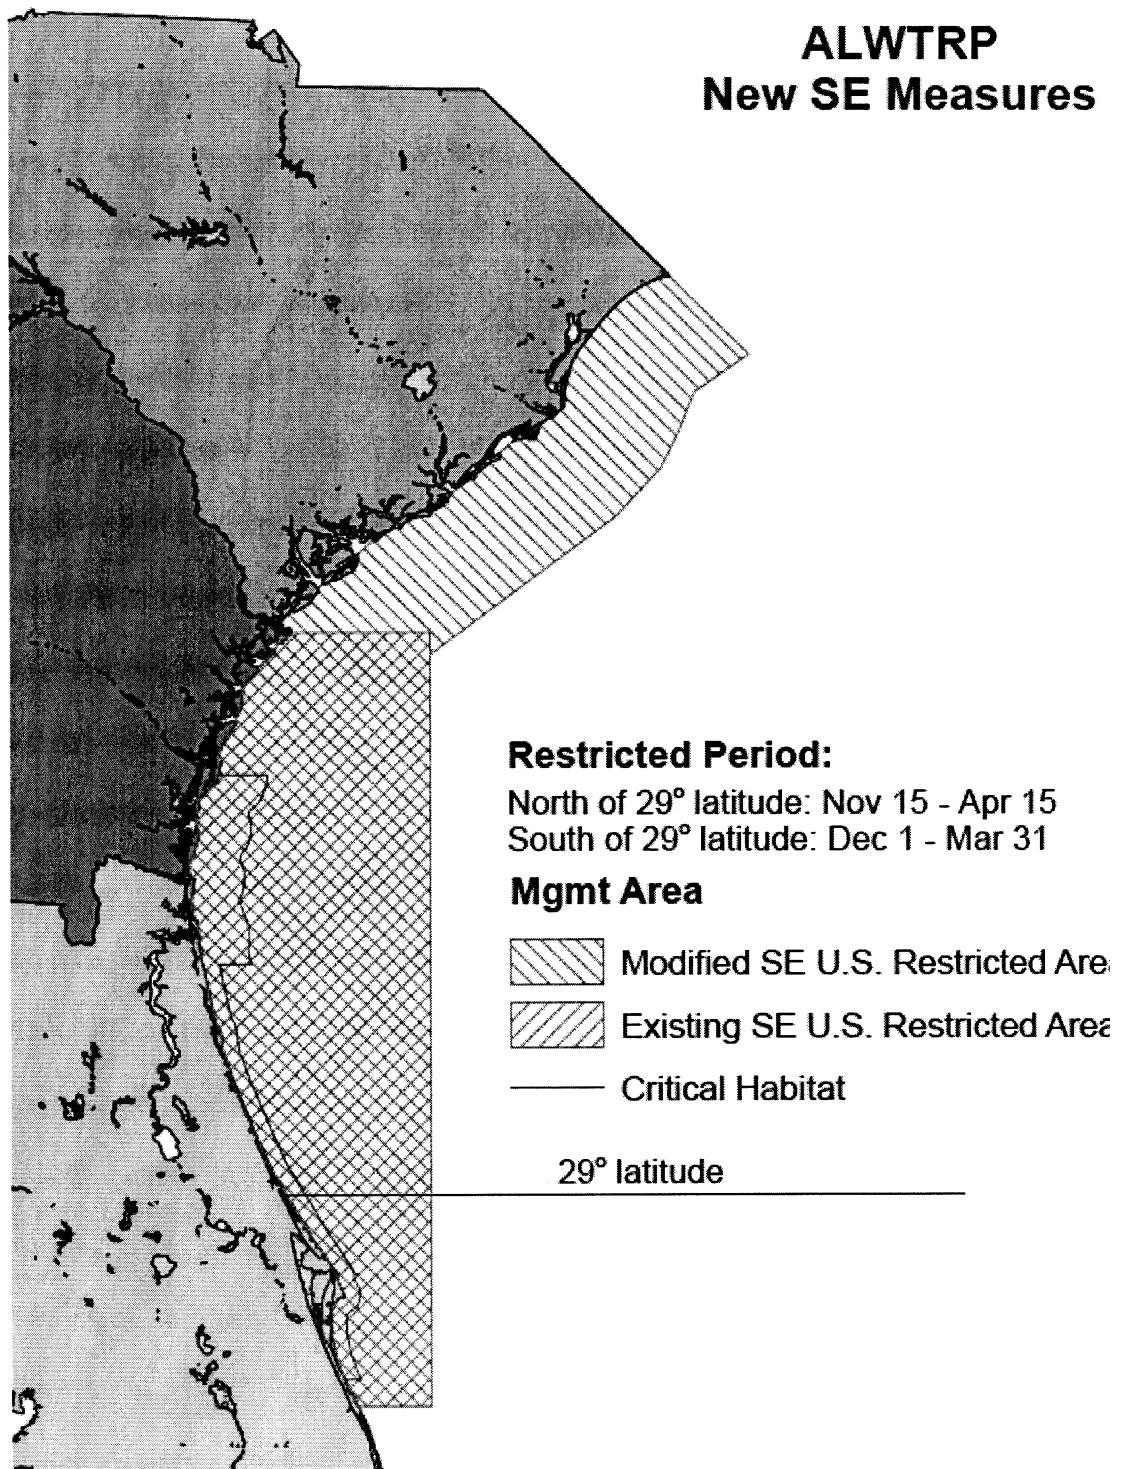 ALWTRP
New SE Measures
Restricted Period:
North of 29° latitude: Nov 15 - Apr 15
South of 29° latitude: Dec 1 - Mar 31
Mgmt Area
Modified SE U.S. Restricted Area
Existing SE U.S. Restricted Area
Critical Habitat
29° latitude